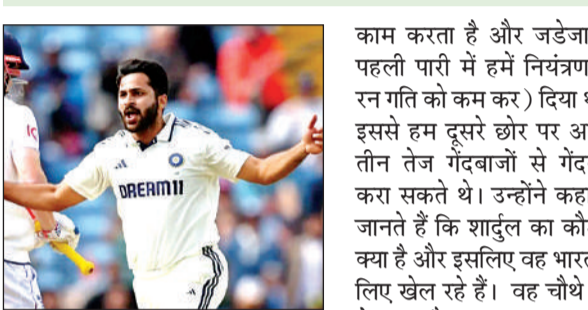 DREAM11
काम करता है और जडेजा
पहली पारी में हमें नियंत्रण
रन गति को कम कर) दिया
इससे हम दूसरे छोर पर
तीन तेज गेंदबाजों से
करा सकते थे। उन्होंने
जानते हैं कि शार्दुल का
क्या है और इसलिए वह
लिए खेल रहे हैं। वह चौथे